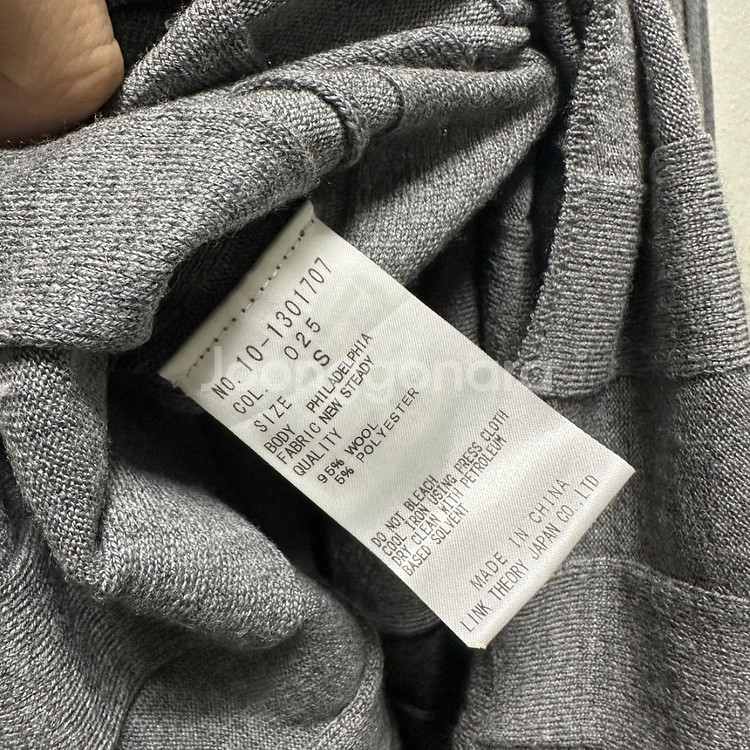 NO. 10-1301707
COL. 025
SIZE S
BODY PHILADELPHIA
FABRIC NEW STEADY
QUALITY
95% WOOL
5% POLYESTER
DO NOT BLEACH
COOL IRON USING PRESS CLOTH
DRY CLEAN WITH PETROLEUM
BASED SOLVENT
MADE IN CHINA
LINK THEORY JAPAN CO.,LTD
Joonggonara